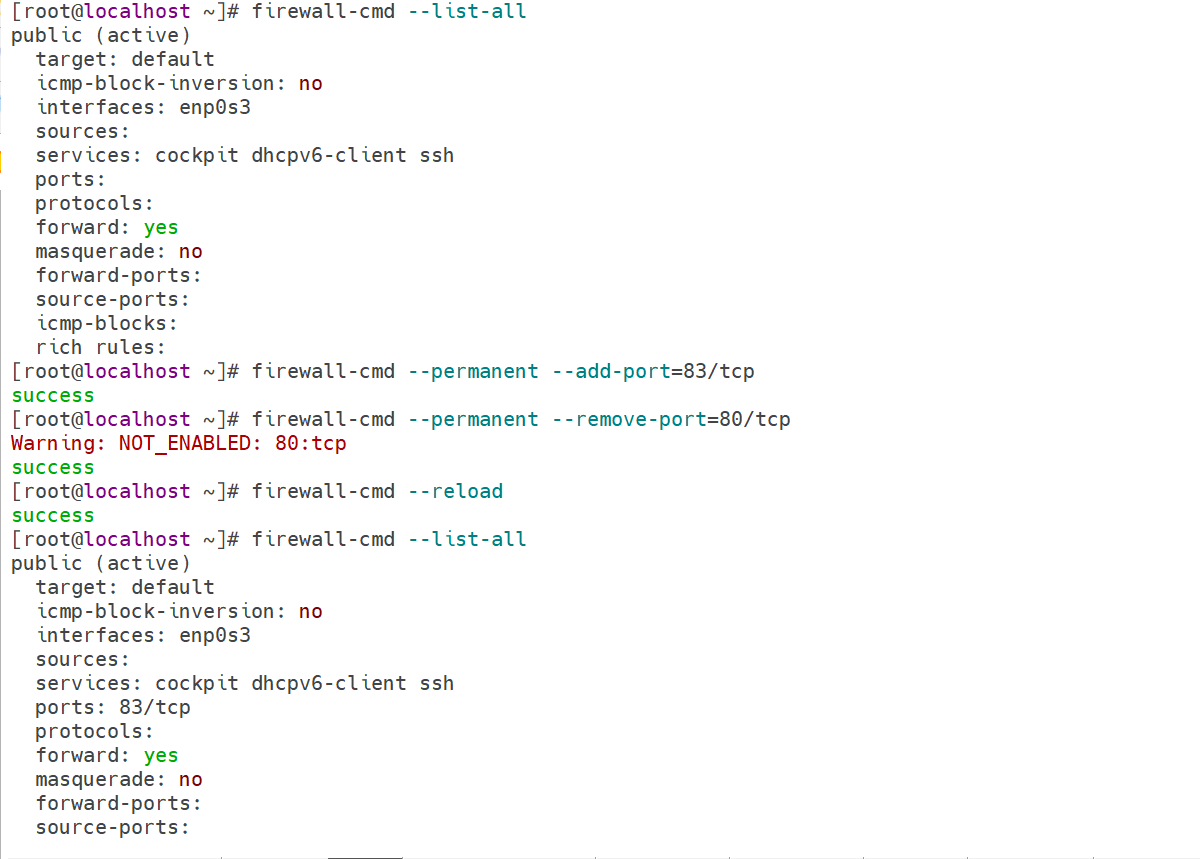 [root@localhost ~]# firewall-cmd --list-all
public (active)
  target: default
  icmp-block-inversion: no
  interfaces: enp0s3
  sources:
  services: cockpit dhcpv6-client ssh
  ports:
  protocols:
  forward: yes
  masquerade: no
  forward-ports:
  source-ports:
  icmp-blocks:
  rich rules:
[root@localhost ~]# firewall-cmd --permanent --add-port=83/tcp
success
[root@localhost ~]# firewall-cmd --permanent --remove-port=80/tcp
Warning: NOT_ENABLED: 80:tcp
success
[root@localhost ~]# firewall-cmd --reload
success
[root@localhost ~]# firewall-cmd --list-all
public (active)
  target: default
  icmp-block-inversion: no
  interfaces: enp0s3
  sources:
  services: cockpit dhcpv6-client ssh
  ports: 83/tcp
  protocols:
  forward: yes
  masquerade: no
  forward-ports:
  source-ports: